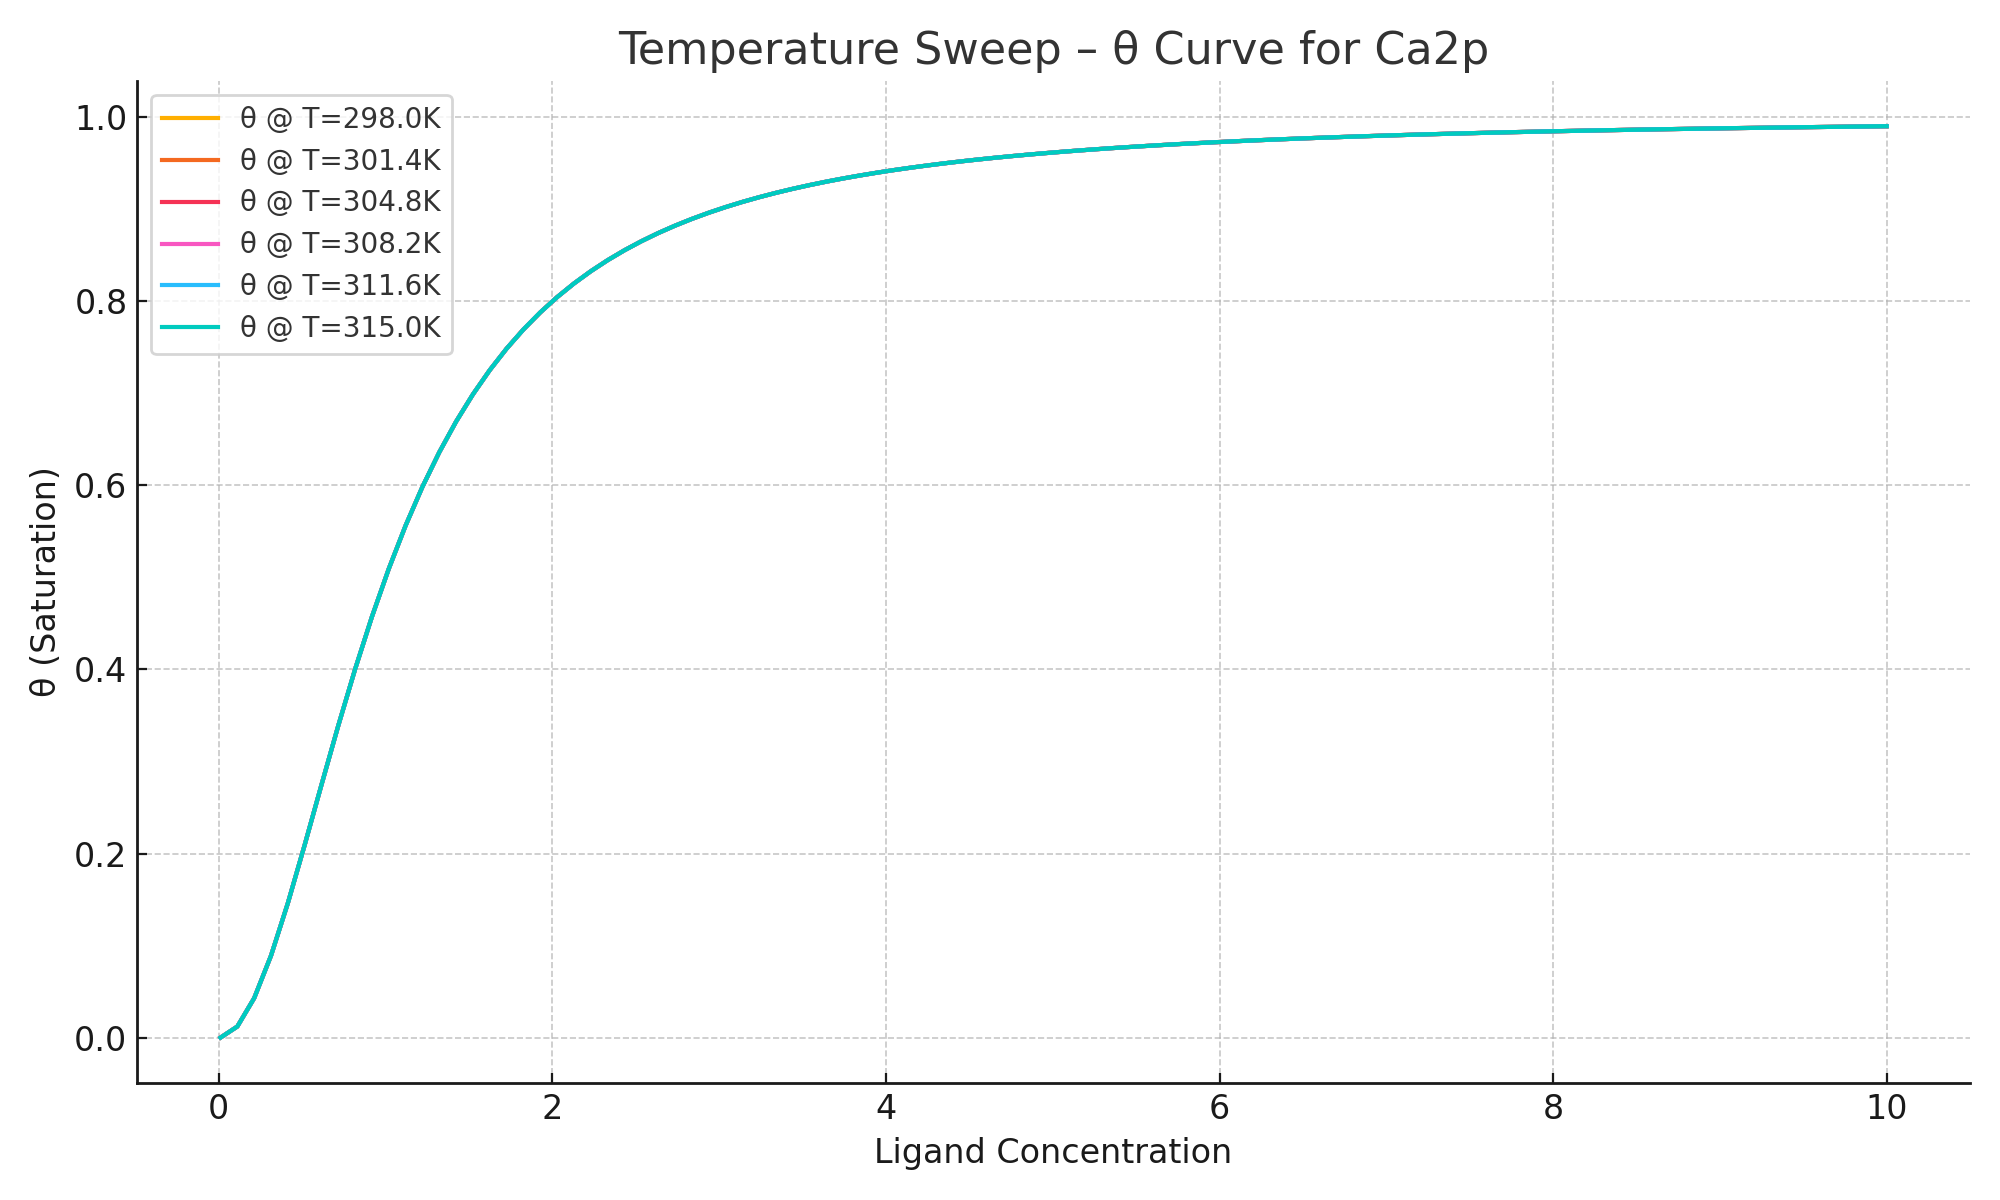 Temperature Sweep – θ Curve for Ca2p
θ @ T=298.0K
θ @ T=301.4K
θ @ T=304.8K
θ @ T=308.2K
θ @ T=311.6K
θ @ T=315.0K
1.0
0.8
0.6
0.4
0.2
0.0
θ (Saturation)
0 2 4 6 8 10
Ligand Concentration